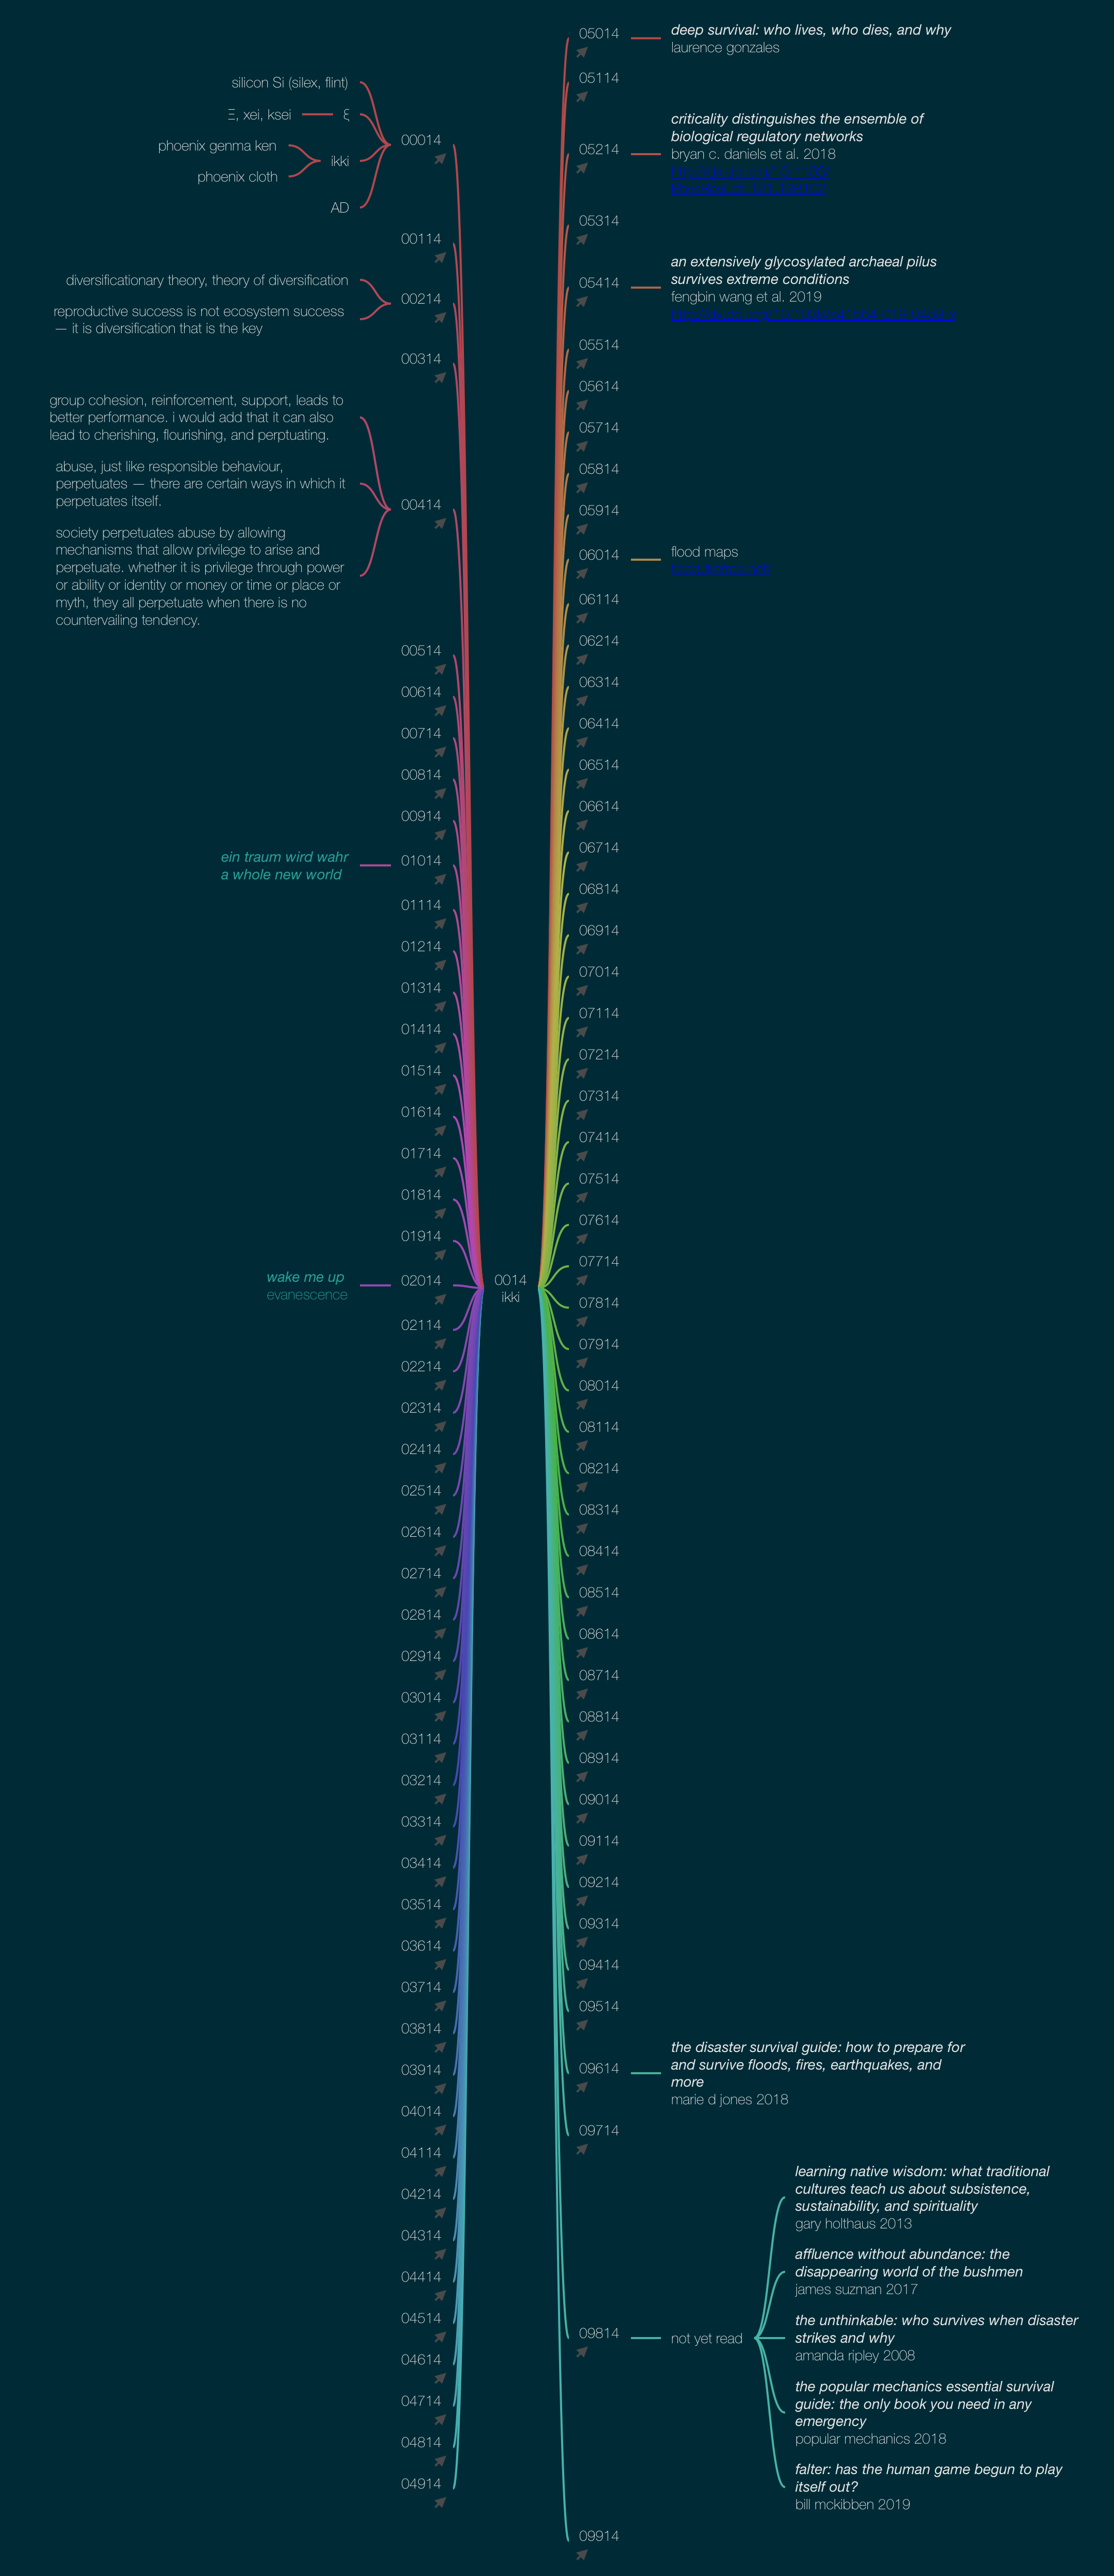 silicon Si (silex, flint)
Ξ, xei, ksei
ξ
phoenix genma ken
phoenix cloth
ikki
AD
00014
00114
diversificationary theory, theory of diversification
reproductive success is not ecosystem success
— it is diversification that is the key
00214
00314
group cohesion, reinforcement, support, leads to
better performance. i would add that it can also
lead to cherishing, flourishing, and perptuating.
abuse, just like responsible behaviour,
perpetuates — there are certain ways in which it
perpetuates itself.
society perpetuates abuse by allowing
mechanisms that allow privilege to arise and
perpetuate. whether it is privilege through power
or ability or identity or money or time or place or
myth, they all perpetuate when there is no
countervailing tendency.
00414
00514
00614
00714
00814
00914
ein traum wird wahr
a whole new world
01014
01114
01214
01314
01414
01514
01614
01714
01814
01914
wake me up
evanescence
02014
02114
02214
02314
02414
02514
02614
02714
02814
02914
03014
03114
03214
03314
03414
03514
03614
03714
03814
03914
04014
04114
04214
04314
04414
04514
04614
04714
04814
04914
0014
ikki
05014
deep survival: who lives, who dies, and why
laurence gonzales
05114
05214
criticality distinguishes the ensemble of
biological regulatory networks
bryan c. daniels et al. 2018
05314
05414
an extensively glycosylated archaeal pilus
survives extreme conditions
fengbin wang et al. 2019
05514
05614
05714
05814
05914
06014
flood maps
06114
06214
06314
06414
06514
06614
06714
06814
06914
07014
07114
07214
07314
07414
07514
07614
07714
07814
07914
08014
08114
08214
08314
08414
08514
08614
08714
08814
08914
09014
09114
09214
09314
09414
09514
09614
the disaster survival guide: how to prepare for
and survive floods, fires, earthquakes, and
more
marie d jones 2018
09714
09814
not yet read
learning native wisdom: what traditional
cultures teach us about subsistence,
sustainability, and spirituality
gary holthaus 2013
affluence without abundance: the
disappearing world of the bushmen
james suzman 2017
the unthinkable: who survives when disaster
strikes and why
amanda ripley 2008
the popular mechanics essential survival
guide: the only book you need in any
emergency
popular mechanics 2018
falter: has the human game begun to play
itself out?
bill mckibben 2019
09914